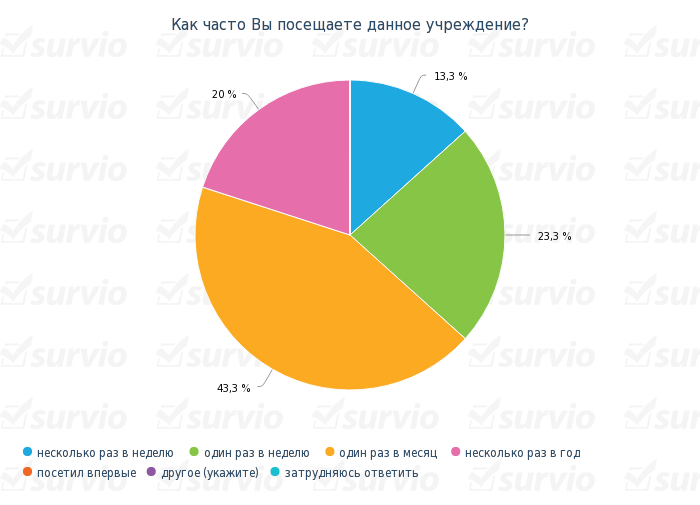 Как часто Вы посещаете данное учреждение?
13,3 %
20 %
23,3 %
43,3 %
несколько раз в неделю один раз в неделю один раз в месяц несколько раз в год
посетил впервые другое (укажите) затрудняюсь ответить
survio